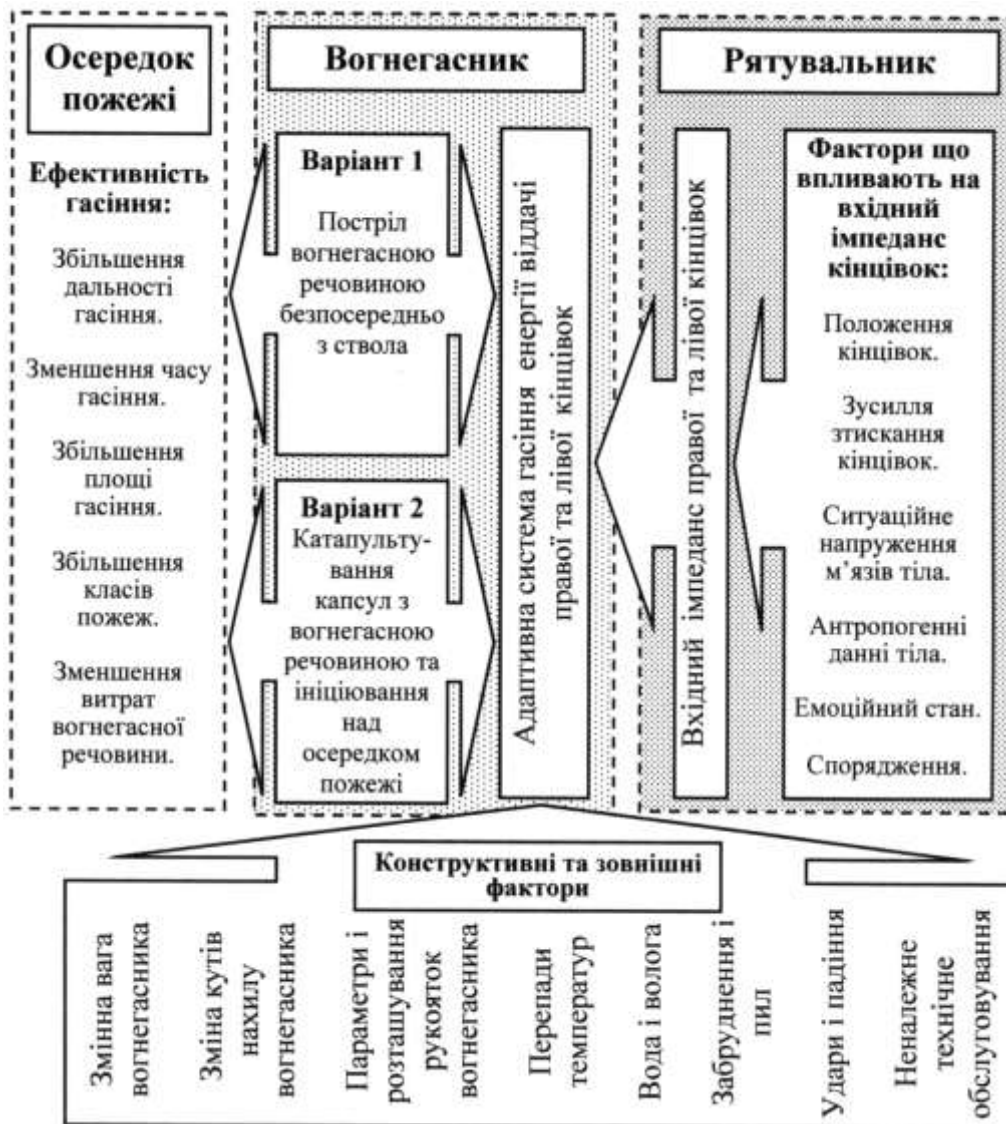 Осередок
пожежі
Ефективність
гасіння:
Збільшення
дальності
гасіння.
Зменшення часу
гасіння.
Збільшення
площі
гасіння.
Збільшення
класів
пожеж.
Зменшення
витрат
вогнегасної
речовини.
Вогнегасник
Варіант 1
Постріл
вогнегасною
речовиною
безпосередньо
з ствола
Варіант 2
Катапульту-
вання
капсул з
вогнегасною
речовиною та
ініціювання
над
осередком
пожежі
Адаптивна система гасіння енергії віддачі
правої та лівої кінцівок
Рятувальник
Вхідний імпеданс правої та лівої кінцівок
Фактори що
впливають на
вхідний
імпеданс
кінцівок:
Положення
кінцівок.
Зусилля
зтискання
кінцівок.
Ситуаційне
напруження
м’язів тіла.
Антропогенні
данні тіла.
Емоційний стан.
Спорядження.
Конструктивні та зовнішні
фактори
Змінна вага
вогнегасника
Зміна кутів
нахилу
вогнегасника
Параметри і
розташування
рукояток
вогнегасника
Перепади
температур
Вода і волога
Забруднення і
пил
Удари і падіння
Неналежне
технічне
обслуговування